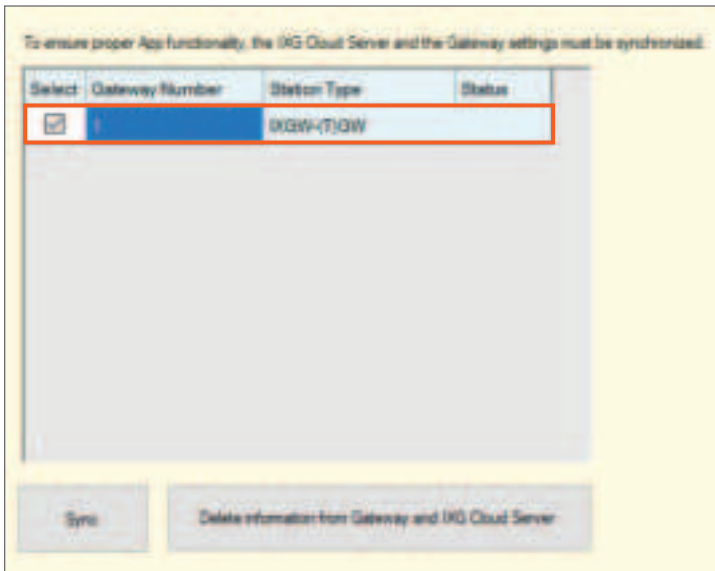 To ensure proper App functionality, the IXG Cloud Server and the Gateway settings must be synchronized.
Select Gateway Number Station Type Status
1 IXGW-(T)GW
Sync Delete information from Gateway and IXG Cloud Server